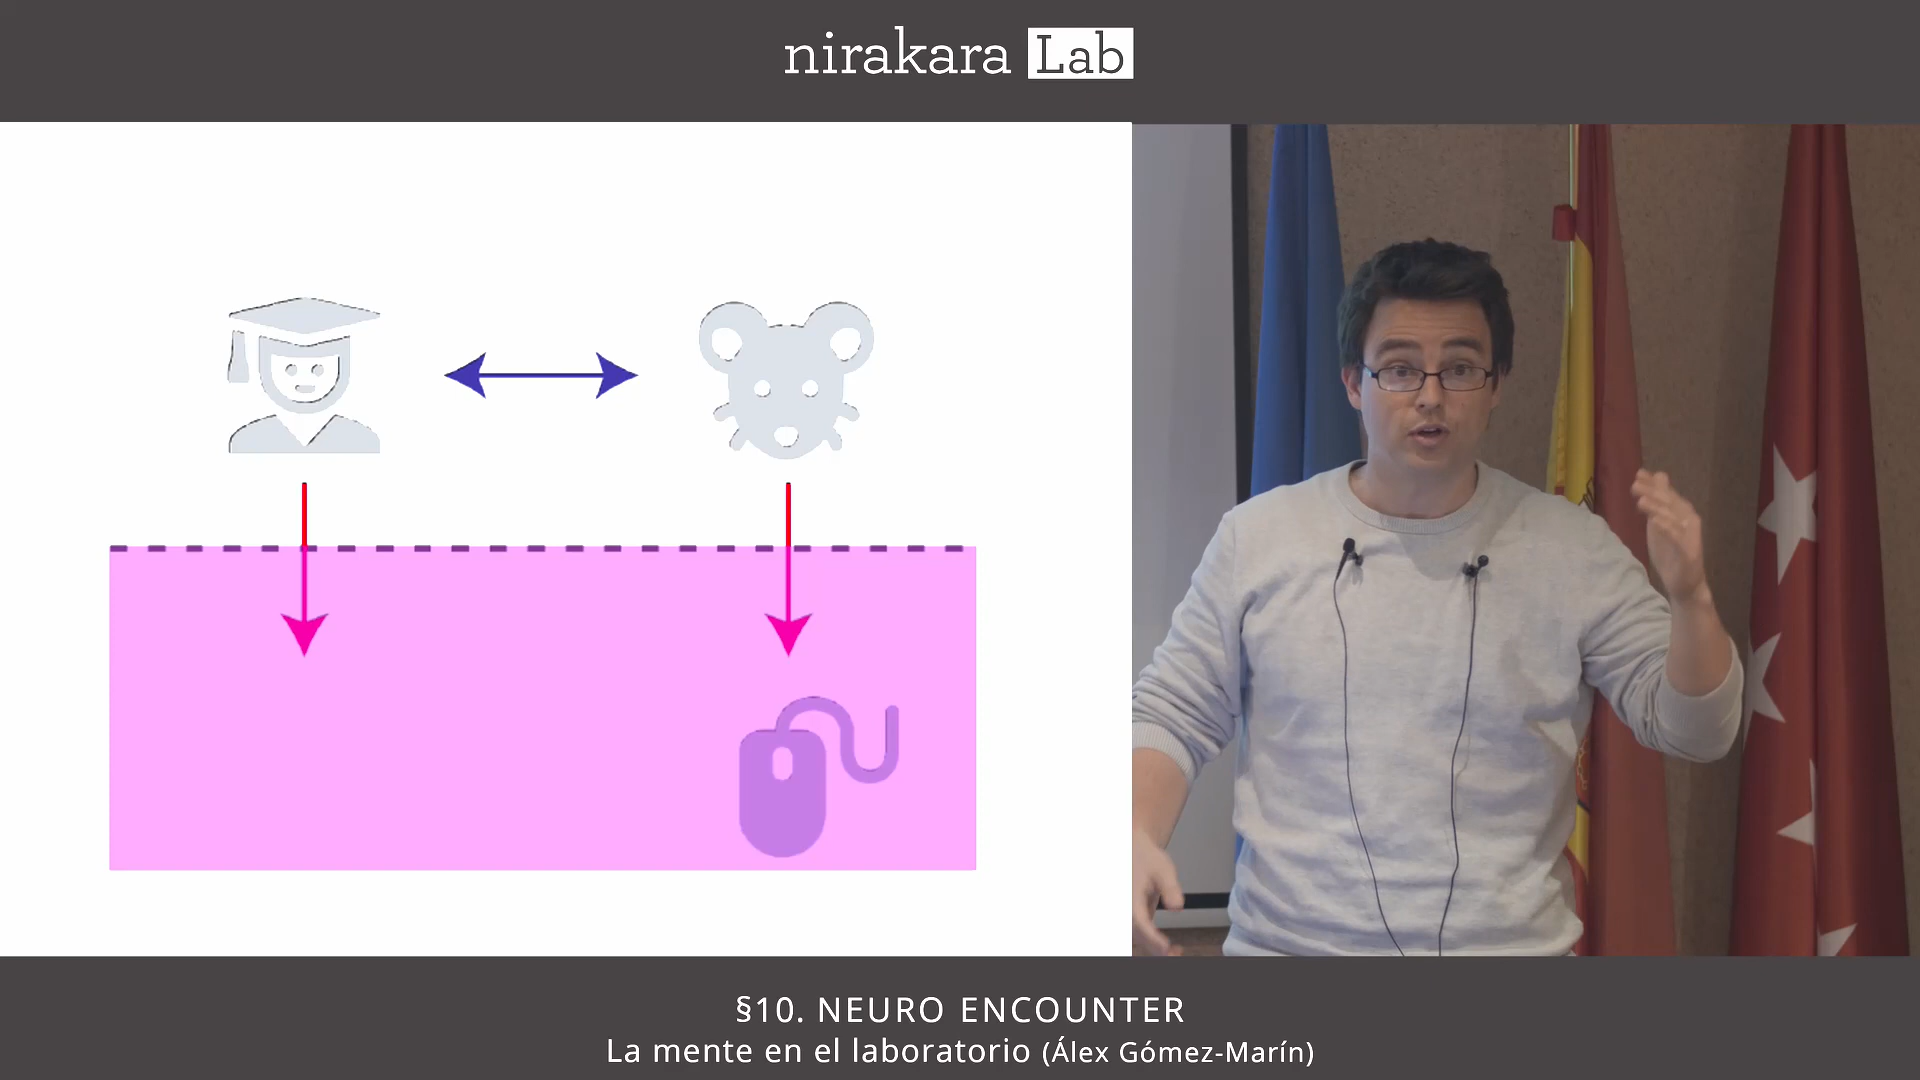 nirakara Lab
§10. NEURO ENCOUNTER
La mente en el laboratorio (Álex Gómez-Marín)